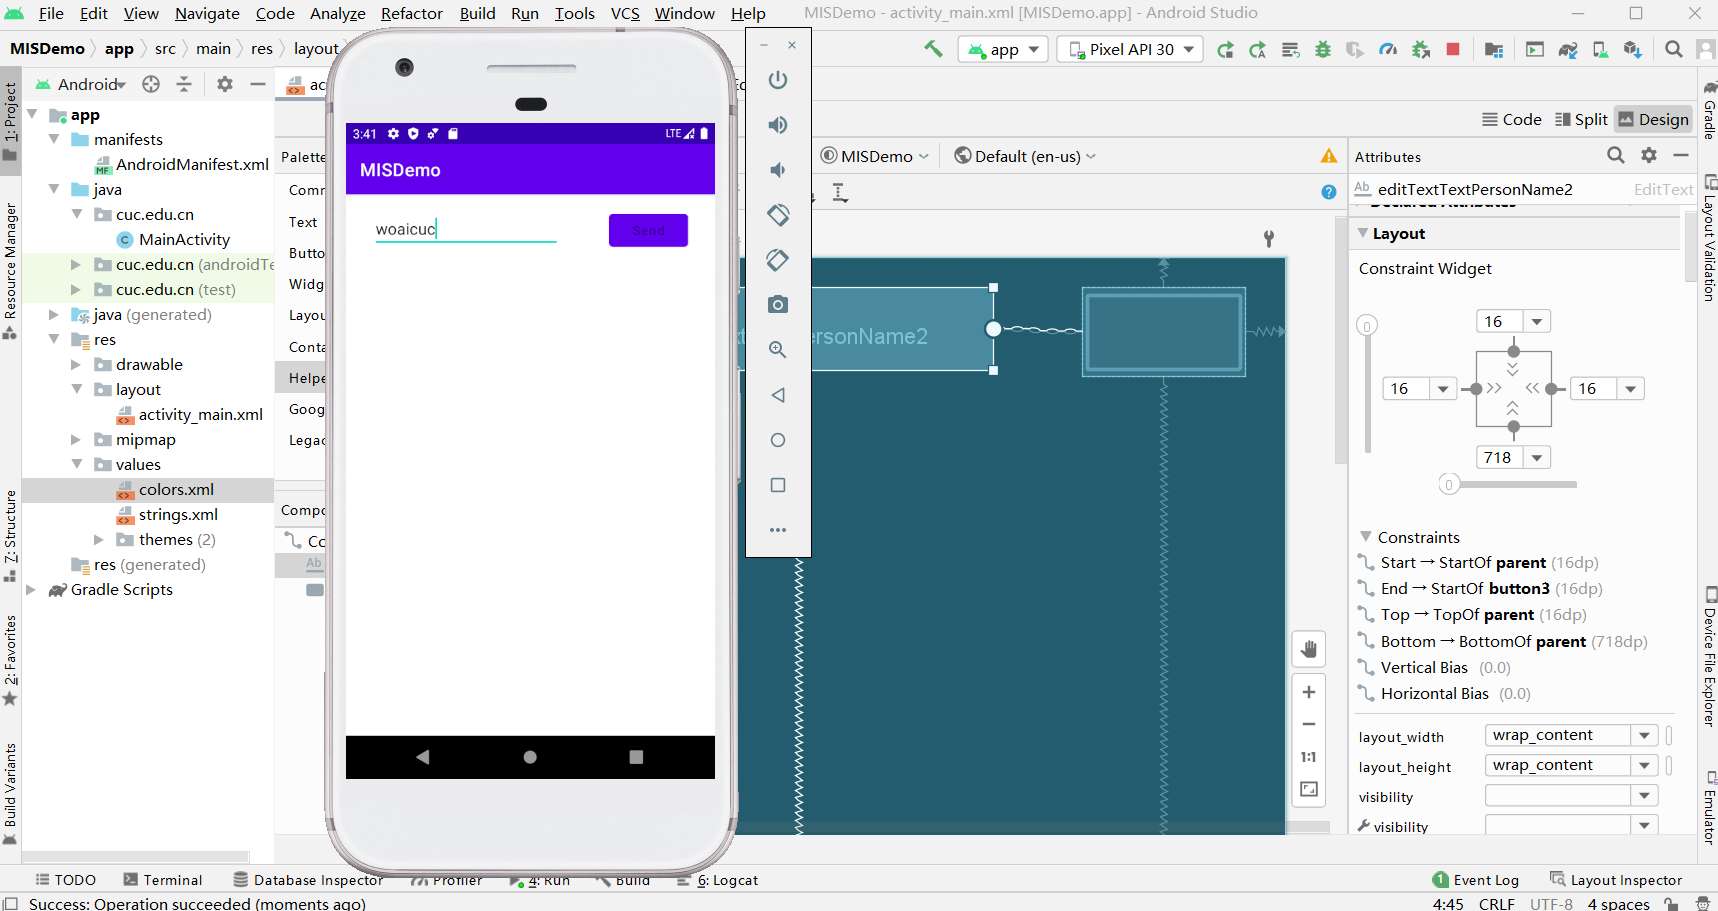 File Edit View Navigate Code Analyze Refactor Build Run Tools VCS Window Help MISDemo - activity_main.xml [MISDemo.app] - Android Studio
MISDemo app src main res layout
app Pixel API 30
1: Project
Resource Manager
7: Structure
2: Favorites
Build Variants
Android
app
manifests
AndroidManifest.xml
java
cuc.edu.cn
MainActivity
cuc.edu.cn (androidTe
cuc.edu.cn (test)
java (generated)
res
drawable
layout
activity_main.xml
mipmap
values
colors.xml
strings.xml
themes (2)
res (generated)
Gradle Scripts
Palette
Text
Layou
Helpe
Goog
Legac
Ab
3:41 LTE
MISDemo
woaicuc
Send
Code Split Design
MISDemo Default (en-us)
personName2
1:1
Attributes
Ab editTextTextPersonName2 EditText
Declared Attributes
Layout
Constraint Widget
0
16
16
16
718
0
Constraints
Start → StartOf parent (16dp)
End → StartOf button3 (16dp)
Top → TopOf parent (16dp)
Bottom → BottomOf parent (718dp)
Vertical Bias (0.0)
Horizontal Bias (0.0)
layout_width wrap_content
layout_height wrap_content
visibility
visibility
Gradle
Layout Validation
Device File Explorer
Emulator
TODO Terminal Database Inspector Profiler 4: Run Build 6: Logcat 1 Event Log Layout Inspector
Success: Operation succeeded (moments ago) 4:45 CRLF UTF-8 4 spaces